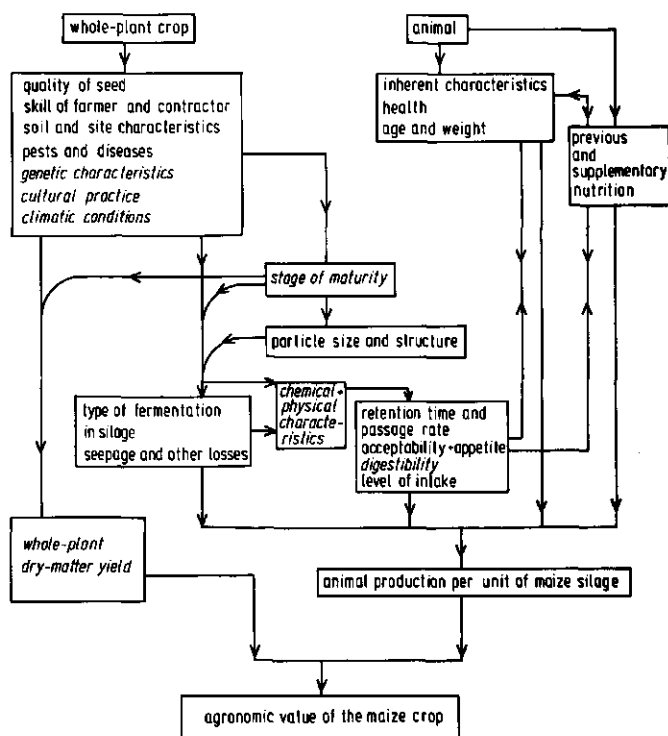 whole-plant crop
animal
quality of seed
skill of farmer and contractor
soil and site characteristics
pests and diseases
genetic characteristics
cultural practice
climatic conditions
inherent characteristics
health
age and weight
previous
and
supplementary
nutrition
stage of maturity
particle size and structure
type of fermentation
in silage
seepage and other losses
chemical+
physical
characte-
ristics
retention time and
passage rate
acceptability+appetite
digestibility
level of intake
whole-plant
dry-matter yield
animal production per unit of maize silage
agronomic value of the maize crop